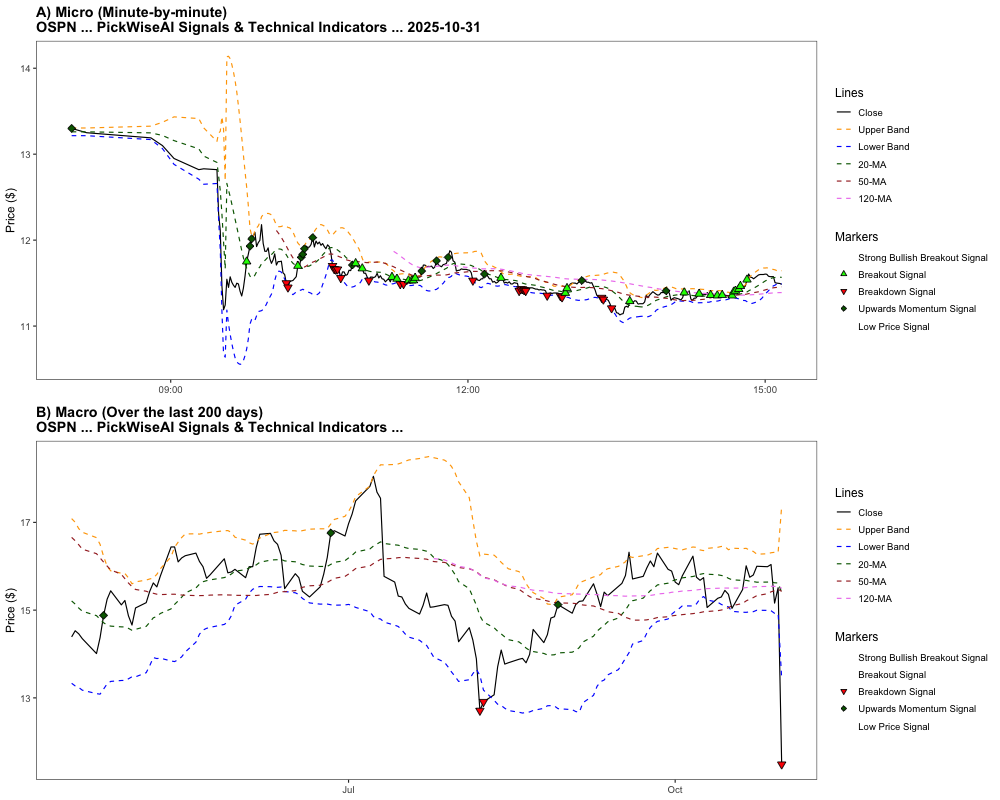 A) Micro (Minute-by-minute)
OSPN ... PickWiseAI Signals & Technical Indicators ... 2025-10-31
14
13
12
11
Price ($)
09:00
12:00
15:00
Lines
Close
Upper Band
Lower Band
20-MA
50-MA
120-MA
Markers
Strong Bullish Breakout Signal
Breakout Signal
Breakdown Signal
Upwards Momentum Signal
Low Price Signal
B) Macro (Over the last 200 days)
OSPN ... PickWiseAI Signals & Technical Indicators ...
17
15
13
Price ($)
Jul
Oct
Lines
Close
Upper Band
Lower Band
20-MA
50-MA
120-MA
Markers
Strong Bullish Breakout Signal
Breakout Signal
Breakdown Signal
Upwards Momentum Signal
Low Price Signal